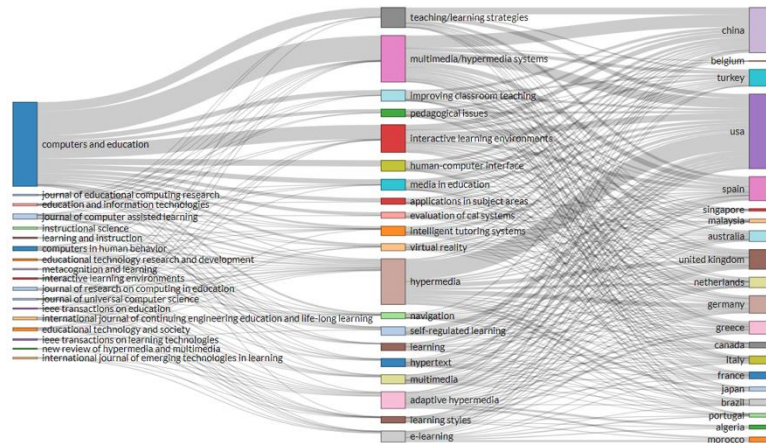 computers and education
journal of educational computing research
education and information technologies
journal of computer assisted learning
instructional science
learning and instruction
computers in human behavior
educational technology research and development
metacognition and learning
interactive learning environments
journal of research on computing in education
journal of universal computer science
ieee transactions on education
international journal of continuing engineering education and life-long learning
educational technology and society
ieee transactions on learning technologies
new review of hypermedia and multimedia
international journal of emerging technologies in learning
teaching/learning strategies
multimedia/hypermedia systems
improving classroom teaching
pedagogical issues
interactive learning environments
human-computer interface
media in education
applications in subject areas
evaluation of cal systems
intelligent tutoring systems
virtual reality
hypermedia
navigation
self-regulated learning
learning
hypertext
multimedia
adaptive hypermedia
learning styles
e-learning
china
belgium
turkey
usa
spain
singapore
malaysia
australia
united kingdom
netherlands
germany
greece
canada
italy
france
japan
brazil
portugal
algeria
morocco